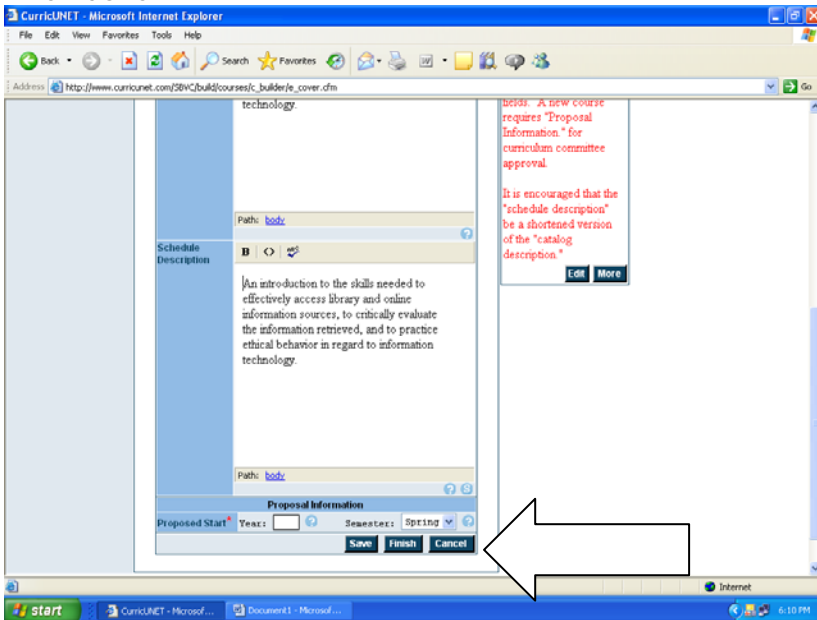 CurricUNET - Microsoft Internet Explorer
File Edit View Favorites Tools Help
Back Search Favorites
Address http://www.curricunet.com/SBVC/build/courses/c_builder/e_cover.cfm Go
technology.
Path: body
fields. A new course
requires "Proposal
Information." for
curriculum committee
approval.
It is encouraged that the
"schedule description"
be a shortened version
of the "catalog
description."
Edit More
Schedule
Description
B <> ABC
An introduction to the skills needed to
effectively access library and online
information sources, to critically evaluate
the information retrieved, and to practice
ethical behavior in regard to information
technology.
Path: body
Proposal Information
Proposed Start* Year: Semester: Spring
Save Finish Cancel
Internet
start CurricUNET - Microsof... Document1 - Microsof... 6:10 PM